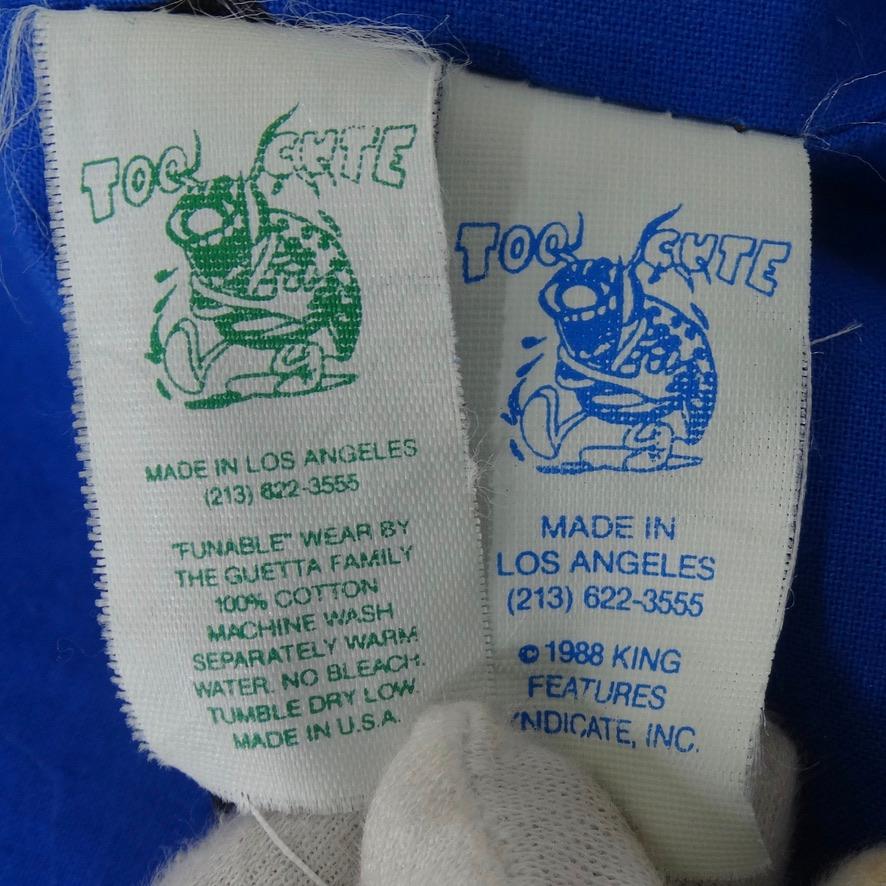 TOO CUTE
MADE IN LOS ANGELES
(213) 622-3555
"FUNABLE" WEAR BY
THE GUETTA FAMILY
100% COTTON
MACHINE WASH
SEPARATELY WARM
WATER. NO BLEACH.
TUMBLE DRY LOW.
MADE IN U.S.A.
TOO CUTE
MADE IN
LOS ANGELES
(213) 622-3555
© 1988 KING
FEATURES
YNDICATE, INC.